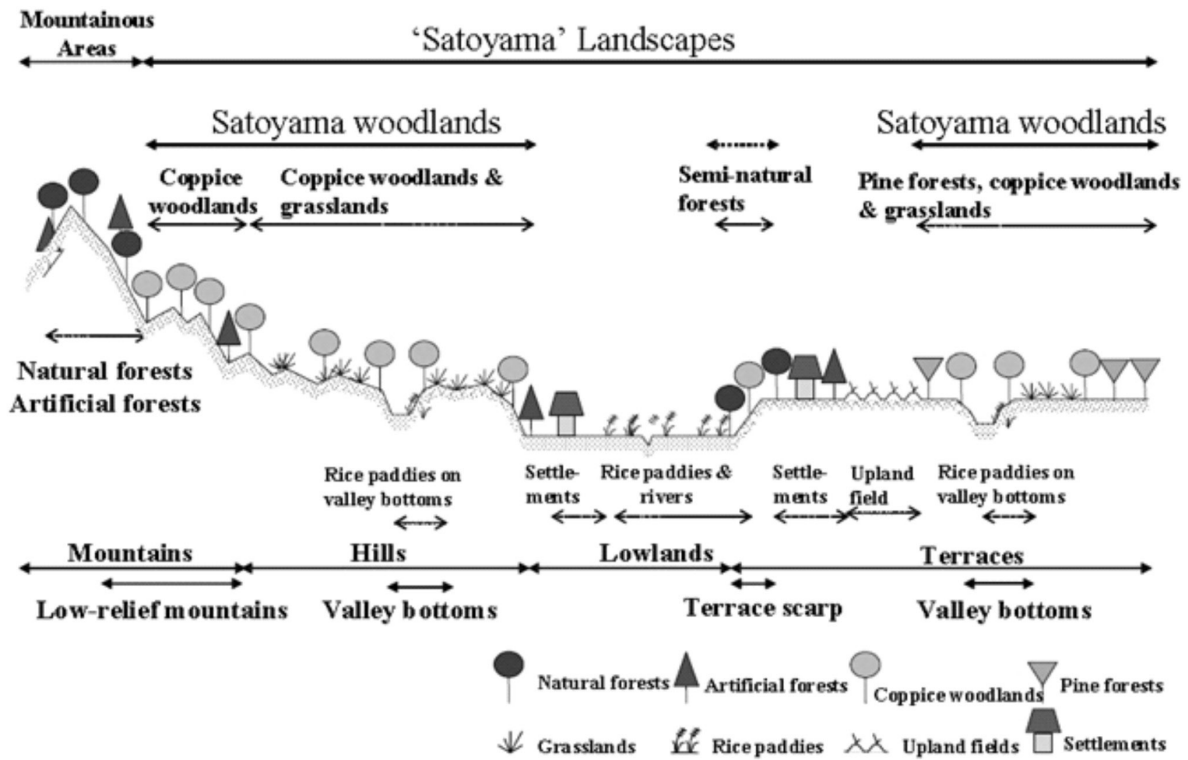 Mountainous
Areas
‘Satoyama’ Landscapes
Satoyama woodlands
Satoyama woodlands
Coppice
woodlands
Coppice woodlands &
grasslands
Semi-natural
forests
Pine forests, coppice woodlands
& grasslands
Natural forests
Artificial forests
Rice paddies on
valley bottoms
Settle-
ments
Rice paddies &
rivers
Settle-
ments
Upland
field
Rice paddies on
valley bottoms
Mountains
Hills
Lowlands
Terraces
Low-relief mountains
Valley bottoms
Terrace scarp
Valley bottoms
Natural forests
Artificial forests
Coppice woodlands
Pine forests
Grasslands
Rice paddies
Upland fields
Settlements